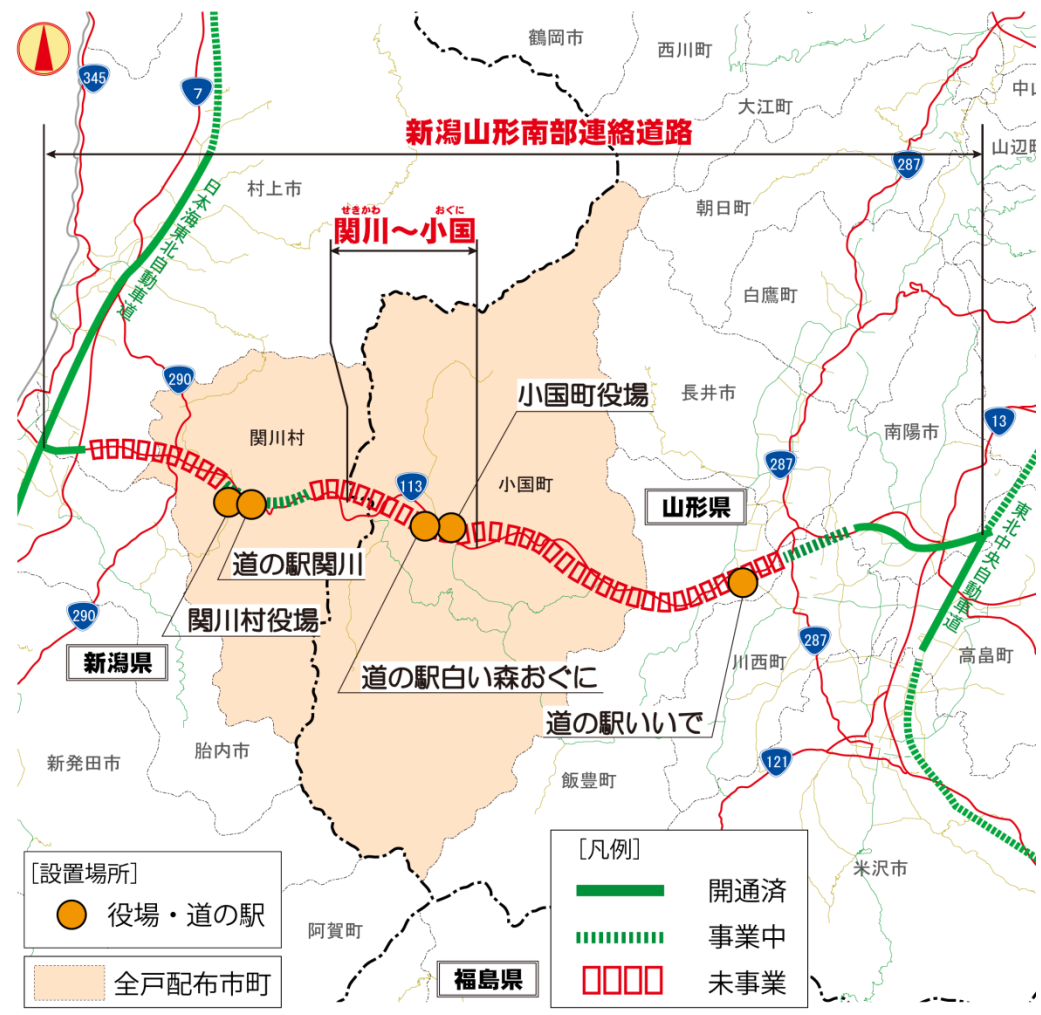 鶴岡市
西川町
345
7
中山
大江町
新潟山形南部連絡道路
山辺町
287
村上市
朝日町
せきかわ おぐに
関川～小国
日本海東北自動車道
白鷹町
290
小国町役場
長井市
13
南陽市
関川村
287
113
小国町
山形県
東北中央自動車道
道の駅関川
290
関川村役場
287
新潟県
川西町
高畠町
道の駅白い森おぐに
道の駅いいで
新発田市
胎内市
121
飯豊町
米沢市
[設置場所]
役場・道の駅
全戸配布市町
阿賀町
福島県
[凡例]
開通済
事業中
未事業